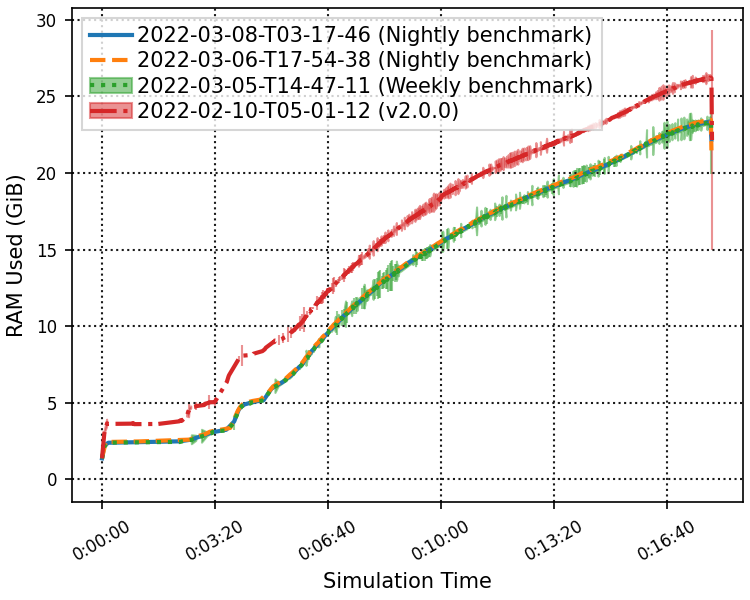 30
25
20
15
10
5
0
RAM Used (GiB)
2022-03-08-T03-17-46 (Nightly benchmark)
2022-03-06-T17-54-38 (Nightly benchmark)
2022-03-05-T14-47-11 (Weekly benchmark)
2022-02-10-T05-01-12 (v2.0.0)
0:00:00
0:03:20
0:06:40
0:10:00
0:13:20
0:16:40
Simulation Time